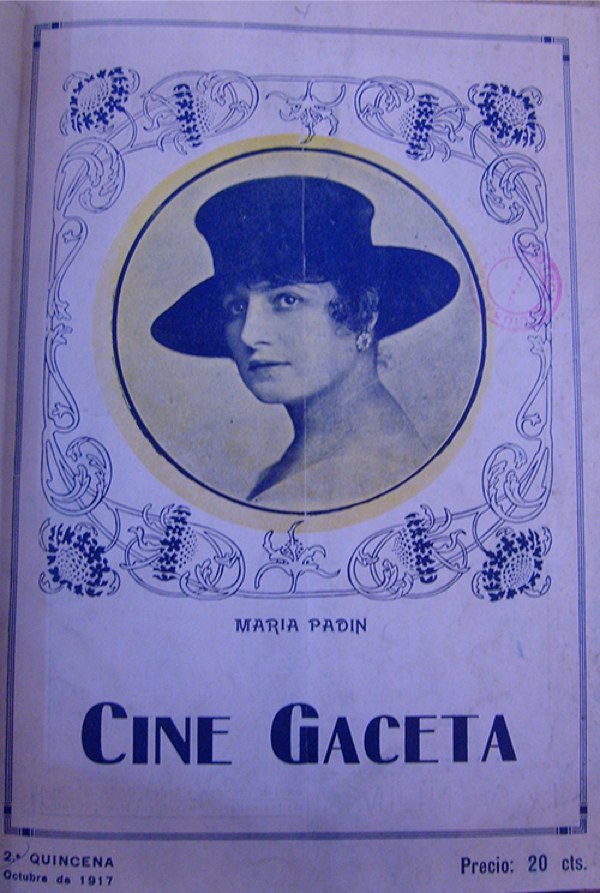 MARIA PADIN
CINE GACETA
2.ª QUINCENA
Octubre de 1917
Precio: 20 cts.